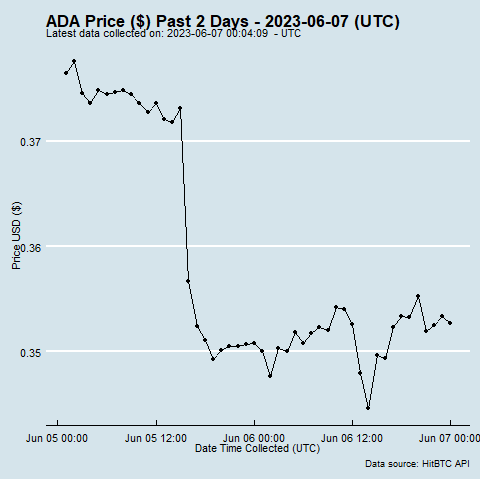 ADA Price ($) Past 2 Days - 2023-06-07 (UTC)
Latest data collected on: 2023-06-07 00:04:09 - UTC
0.37
0.36
0.35
Price USD ($)
Jun 05 00:00 Jun 05 12:00 Jun 06 00:00 Jun 06 12:00 Jun 07 00:00
Date Time Collected (UTC)
Data source: HitBTC API